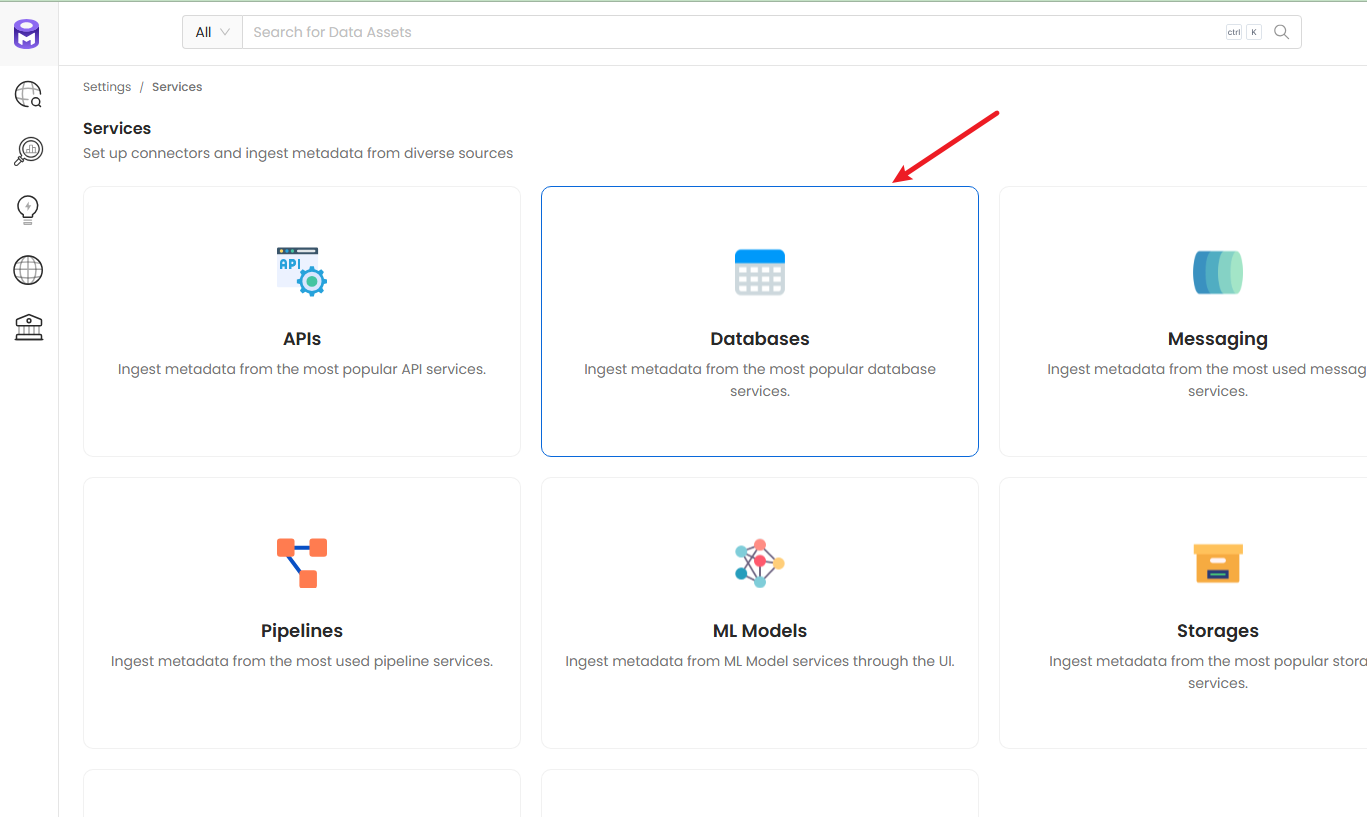 All
Search for Data Assets
ctrl K
Settings / Services
Services
Set up connectors and ingest metadata from diverse sources
API
APIs
Ingest metadata from the most popular API services.
Databases
Ingest metadata from the most popular database
services.
Messaging
Ingest metadata from the most used messag
services.
Pipelines
Ingest metadata from the most used pipeline services.
ML Models
Ingest metadata from ML Model services through the UI.
Storages
Ingest metadata from the most popular stora
services.